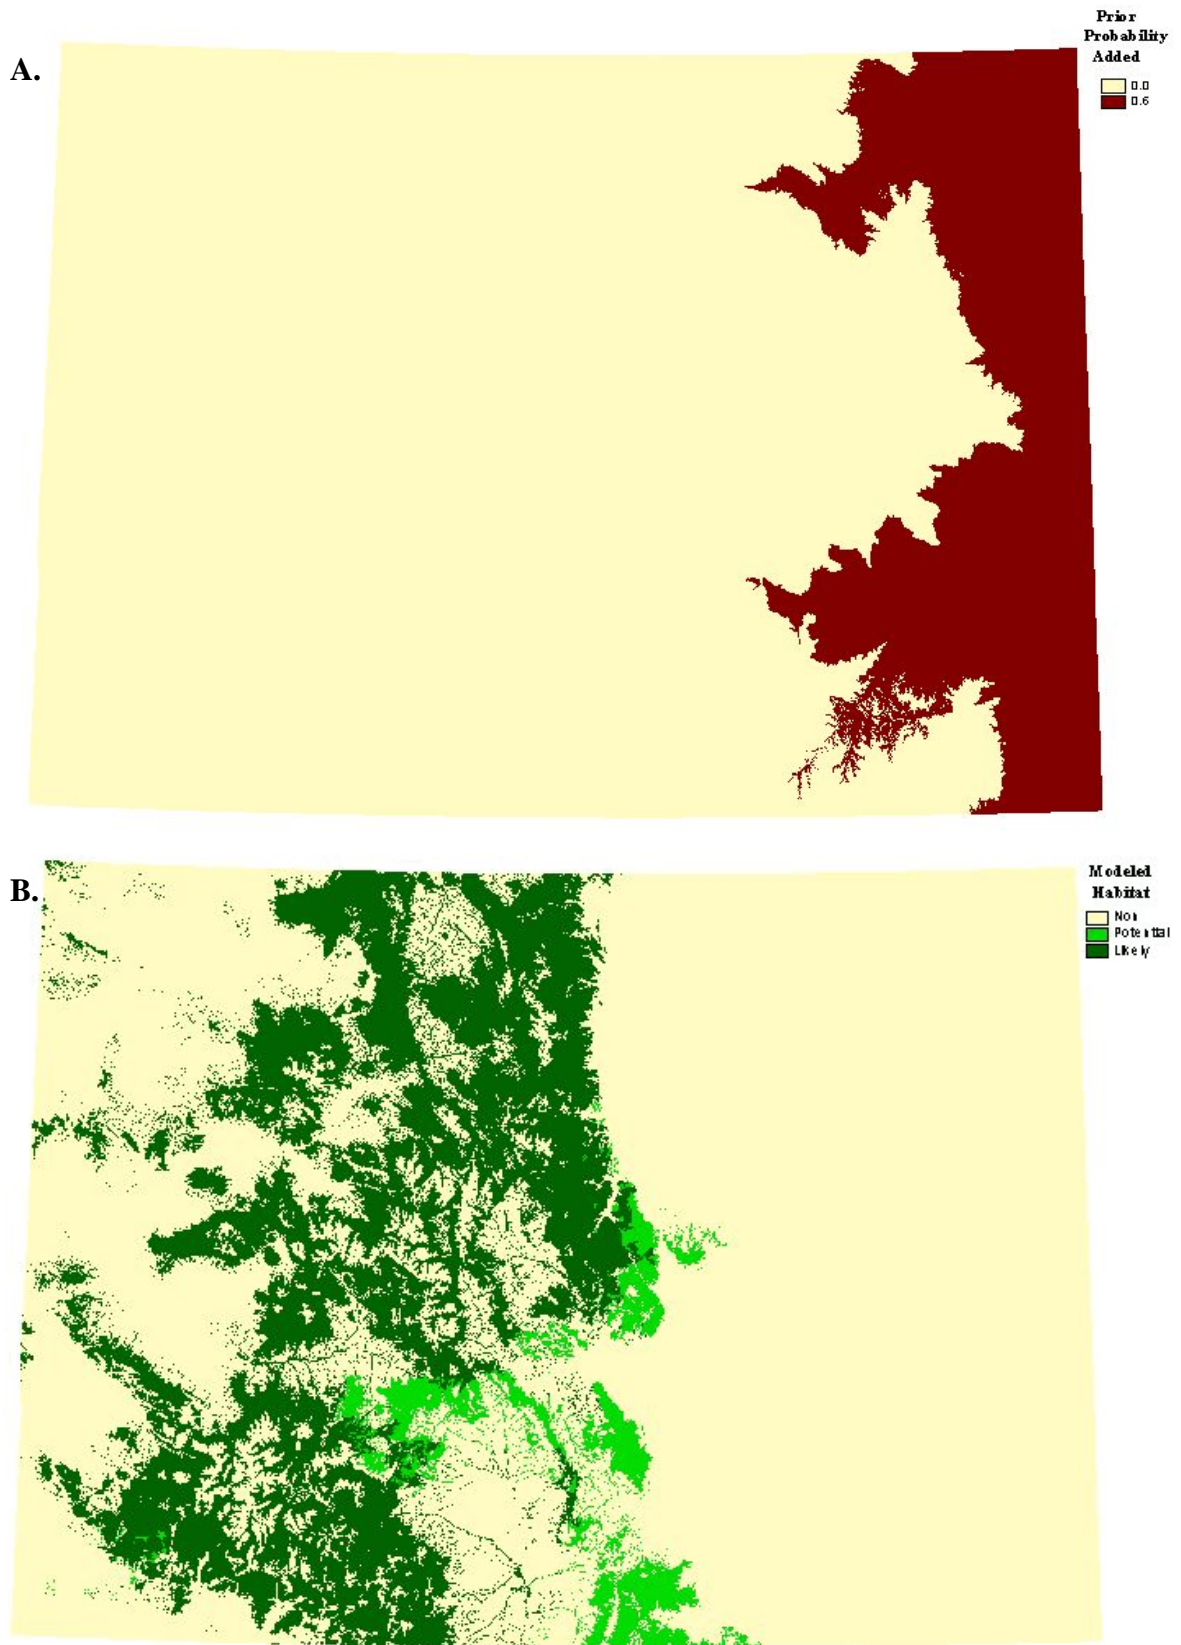 A.
Prior
Probability
Added
0.0
0.6
B.
Modeled
Habitat
Non
Potential
Likely